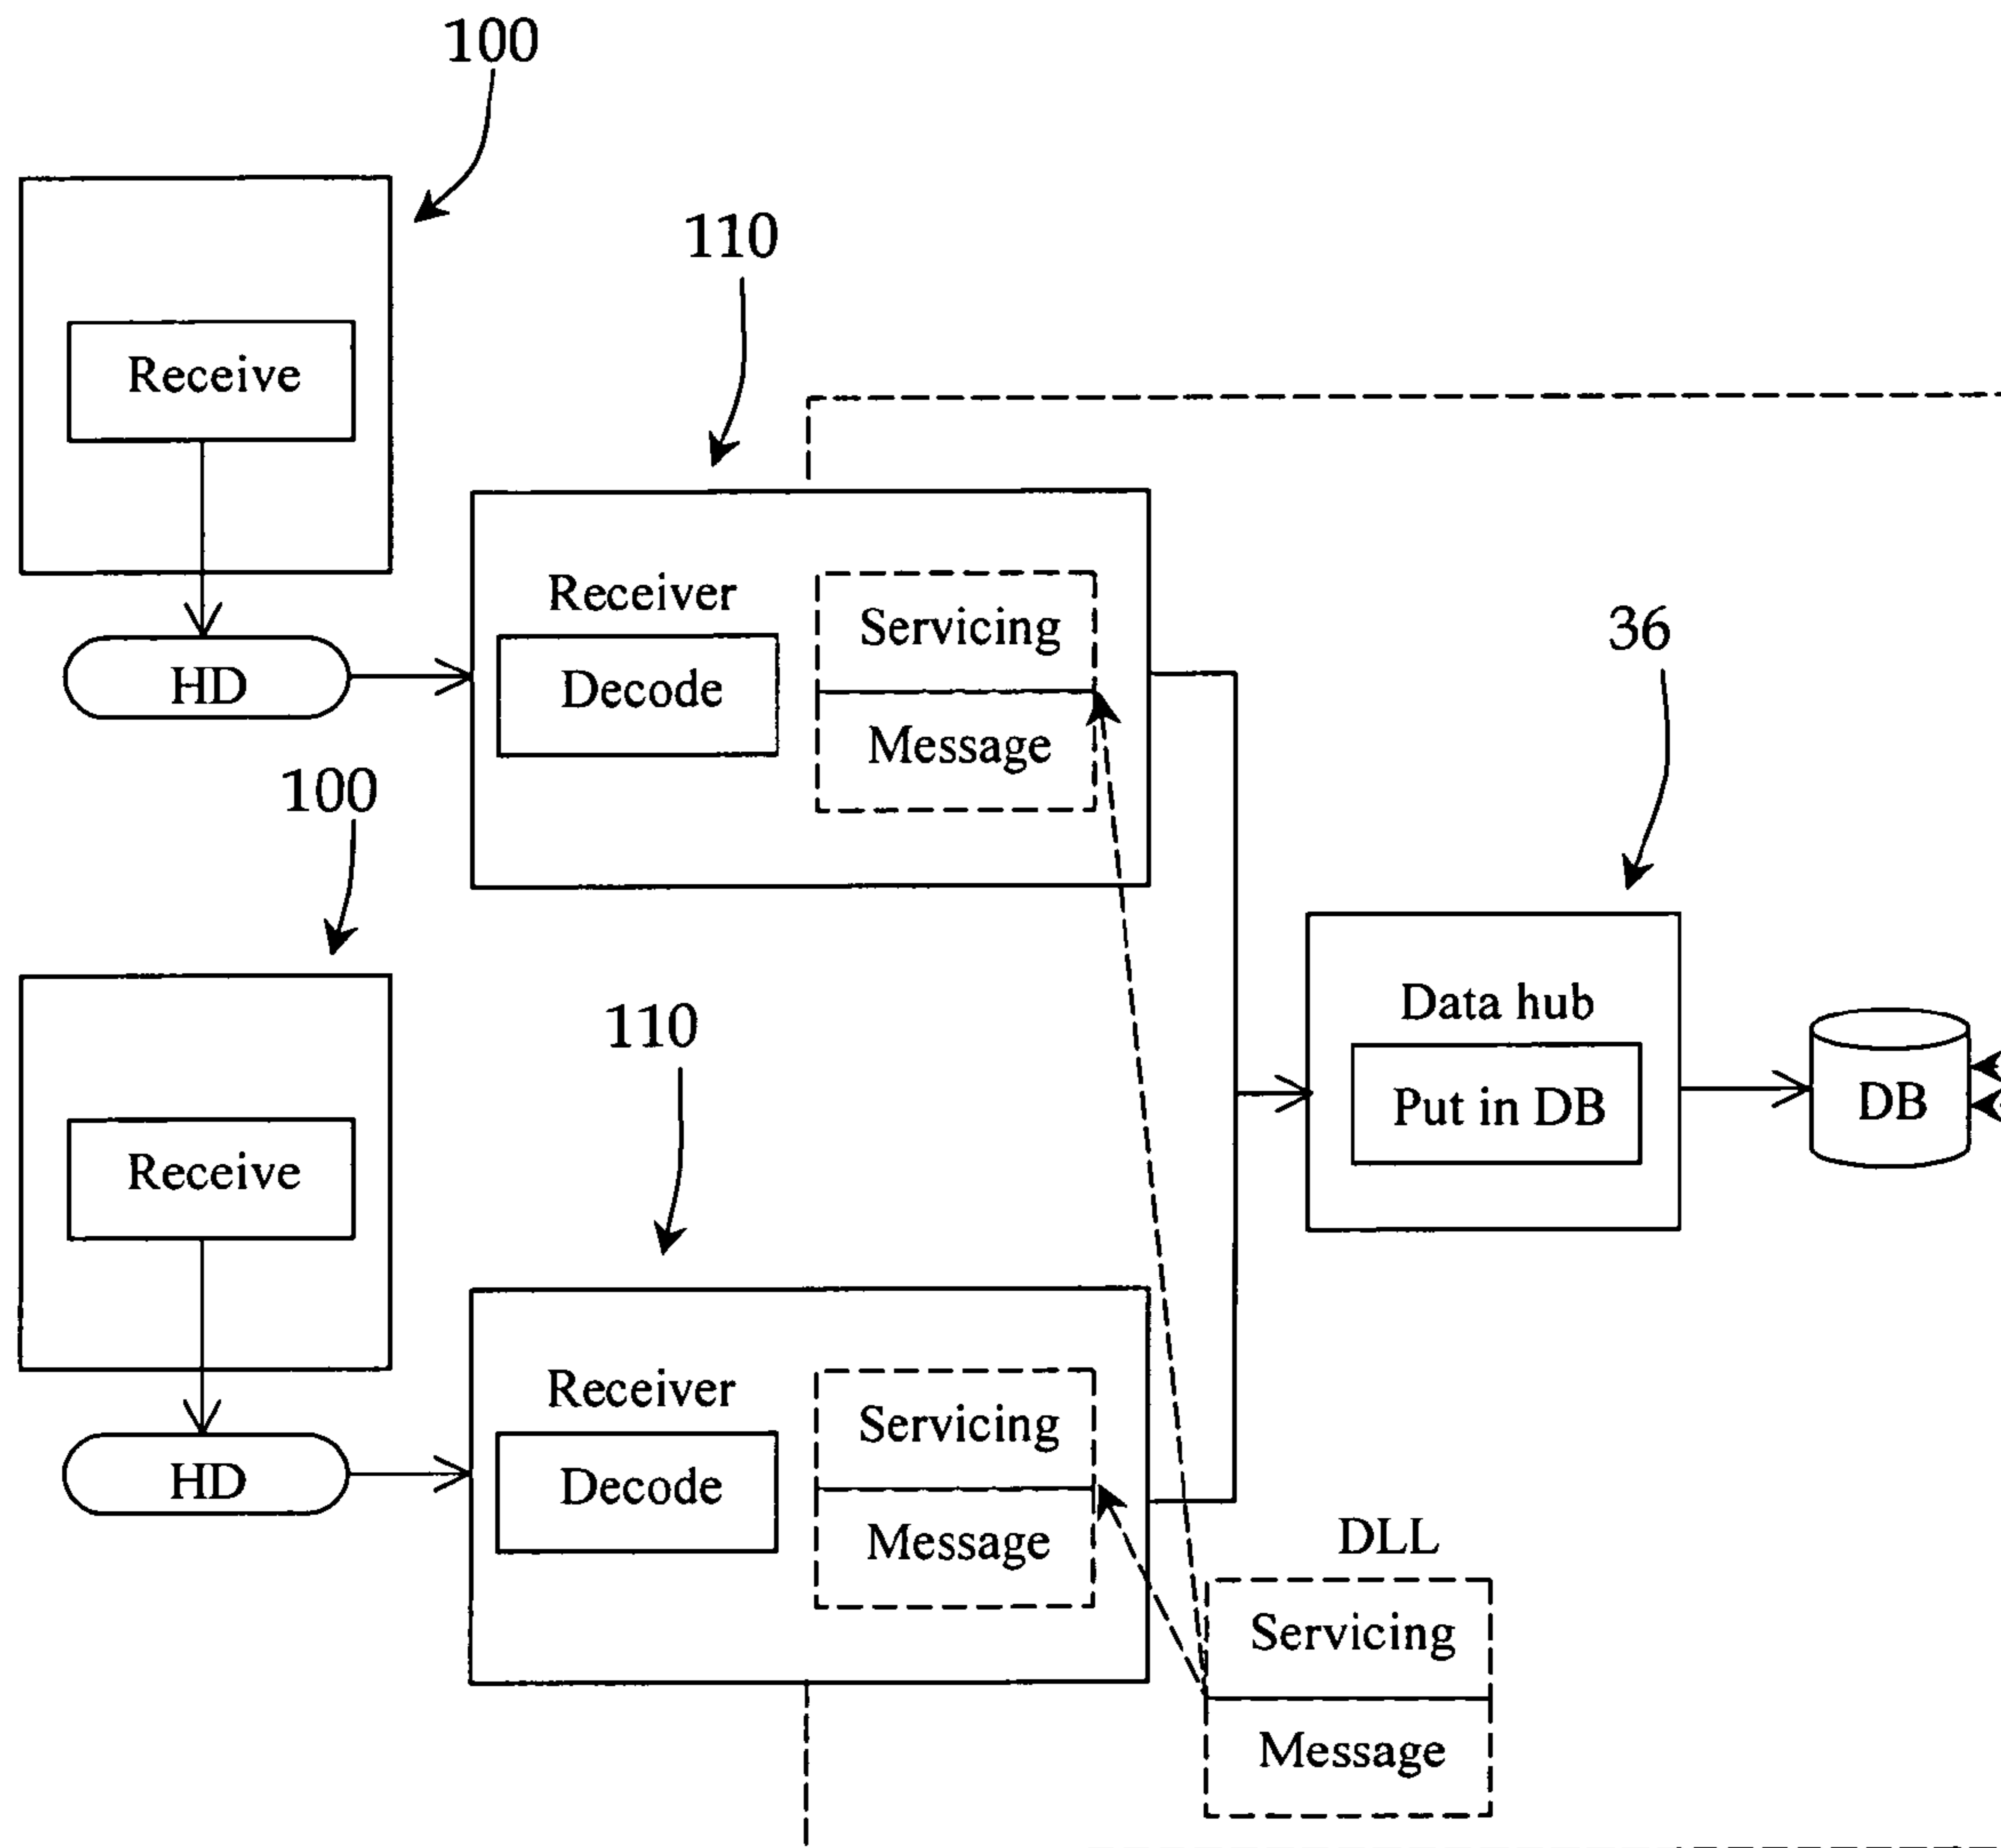 100
110
Receive
Receiver
Servicing
Decode
Message
HD
36
100
110
Data hub
Put in DB
DB
Receive
Receiver
Servicing
Decode
Message
HD
DLL
Servicing
Message